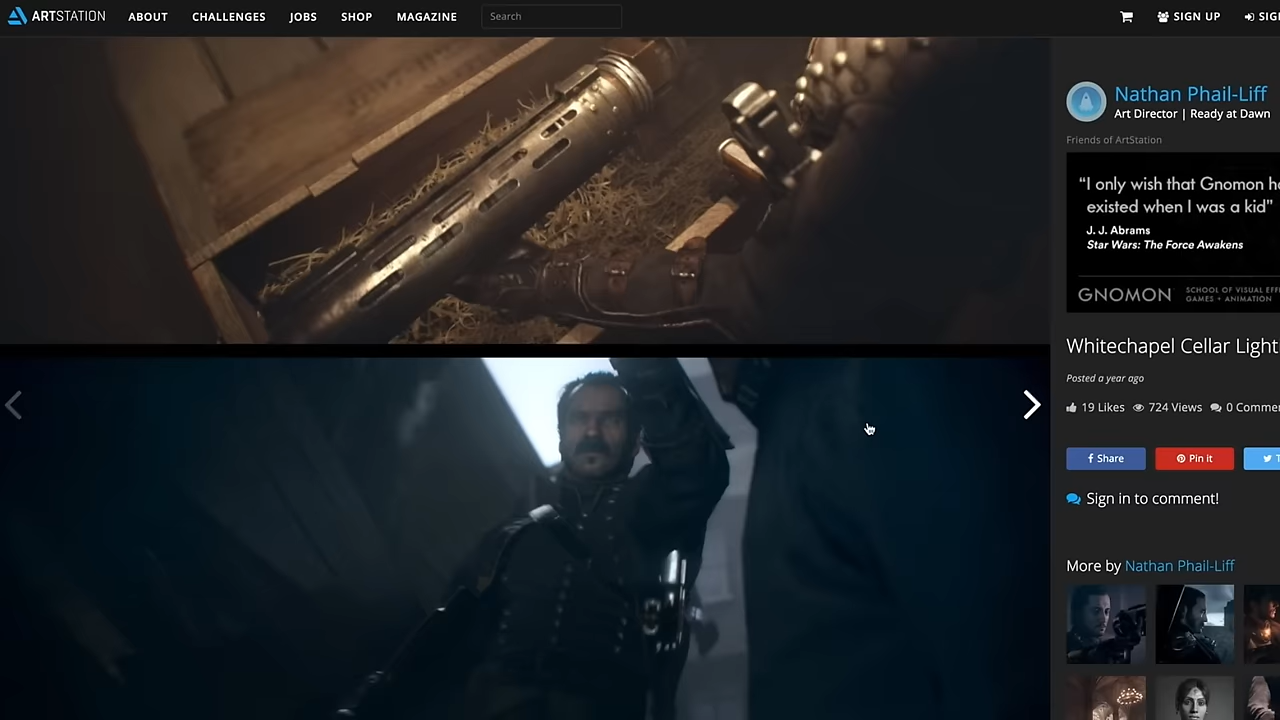 ARTSTATION ABOUT CHALLENGES JOBS SHOP MAGAZINE Search SIGN UP
Nathan Phail-Liff
Art Director | Ready at Dawn
Friends of ArtStation
“I only wish that Gnomon
existed when I was a kid"
J. J. Abrams
Star Wars: The Force Awakens
GNOMON
SCHOOL OF VISUAL
GAMES + ANIMATION
Whitechapel Cellar Light
Posted a year ago
19 Likes 724 Views 0
Share Pin it
Sign in to comment!
More by Nathan Phail-Liff